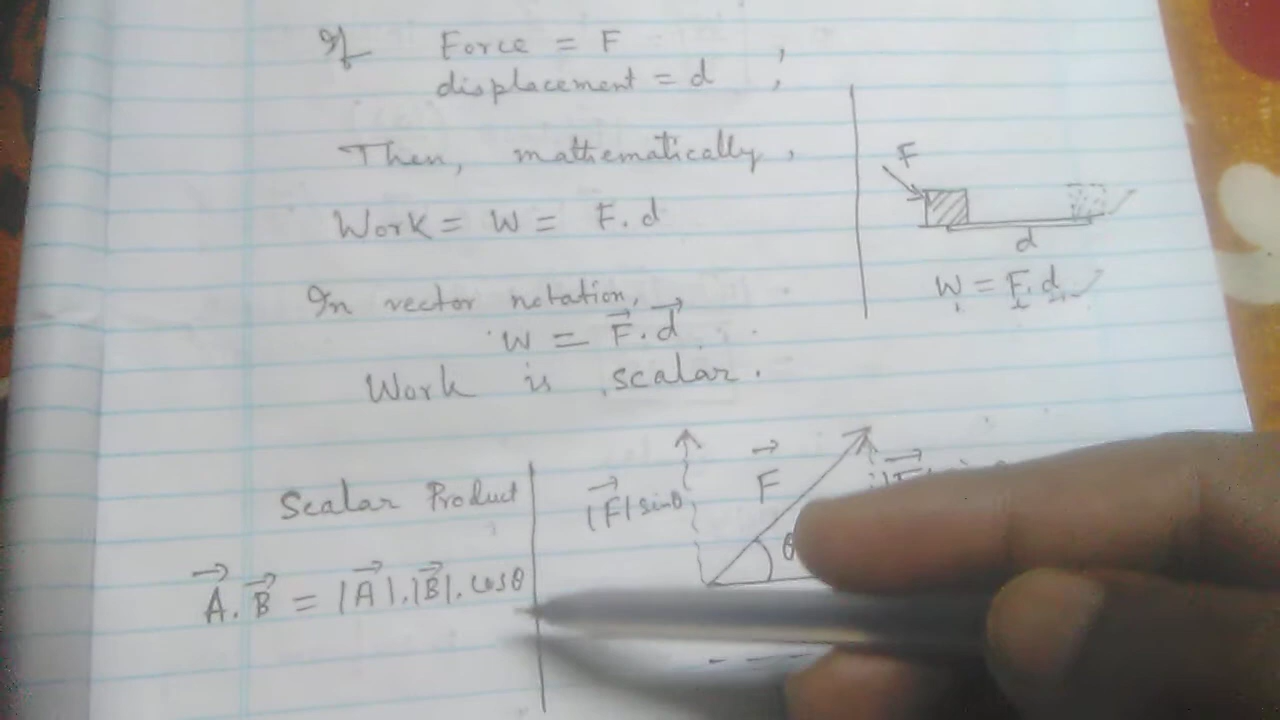 If Force = F ,
displacement = d ,
Then, mathematically,
Work = W = F.d
In vector notation,
W = F⃗.d⃗
Work is scalar.
F
d
W = F.d
Scalar Product
A⃗.B⃗ = |A⃗|.|B⃗|.cosθ
|F⃗|sinθ
F⃗
θ